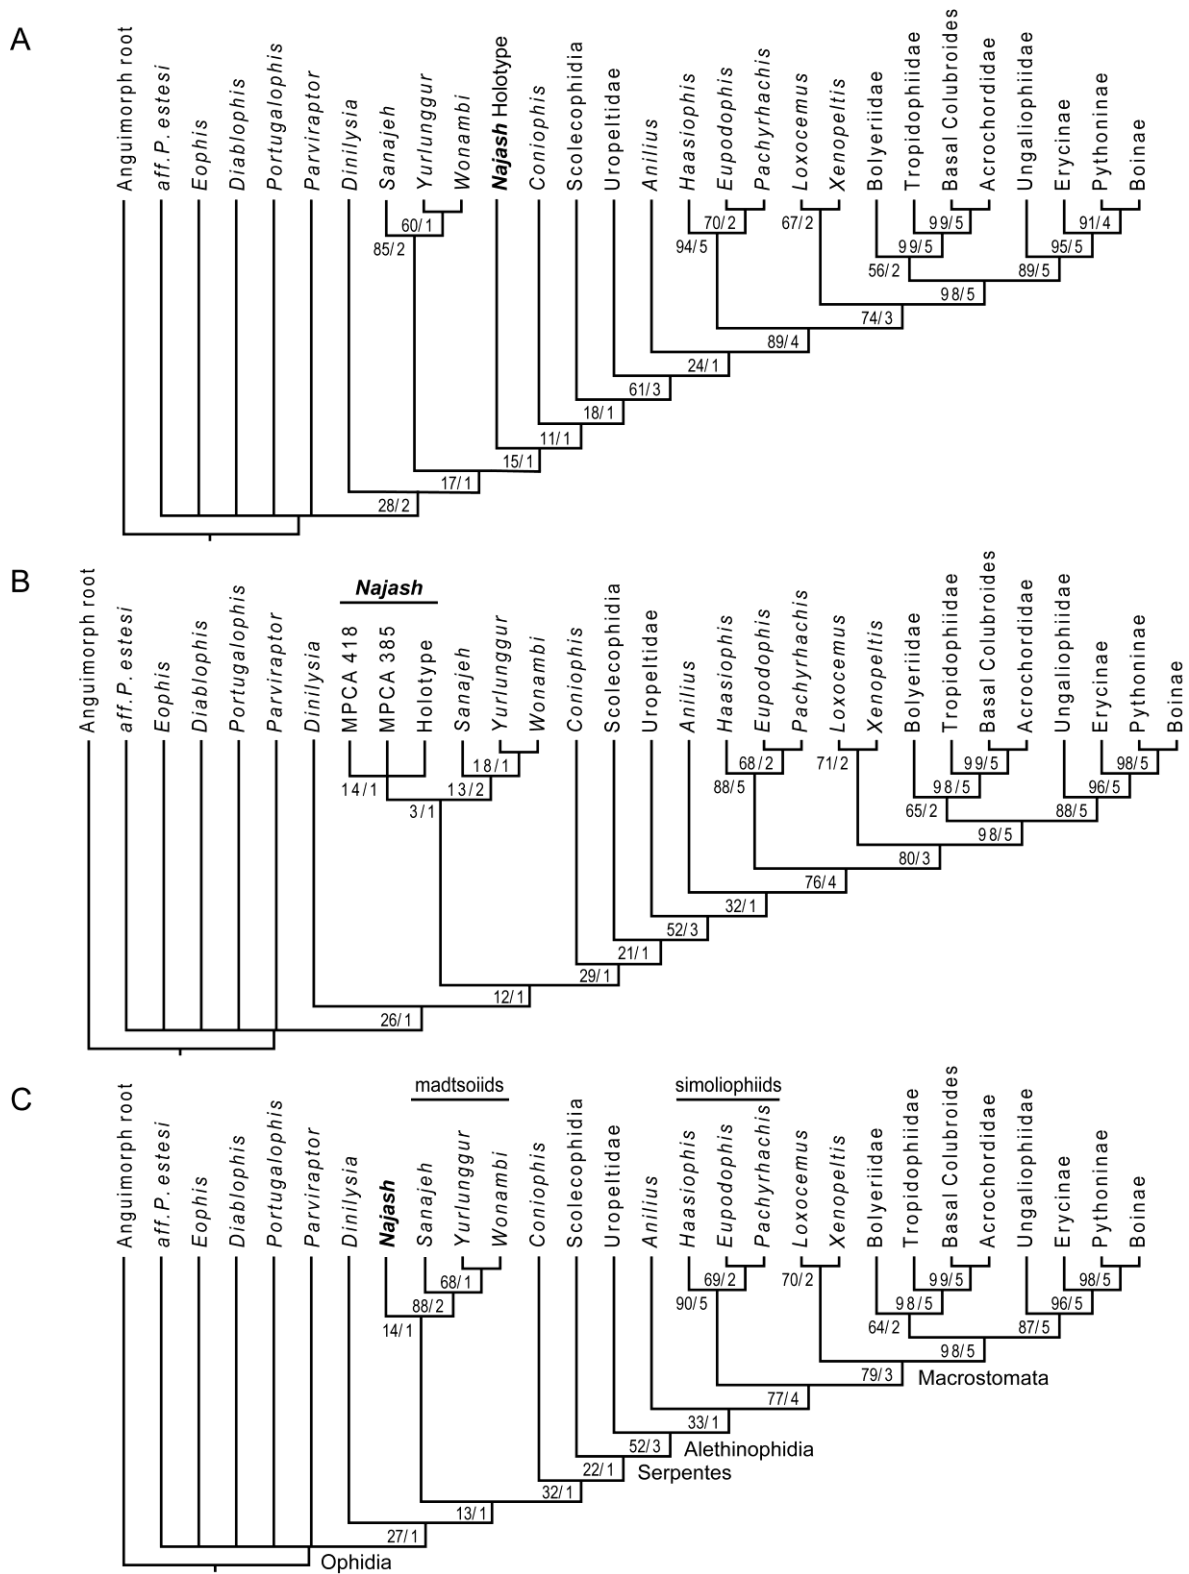 A
Anguimorph root
aff. P. estesi
Eophis
Diablophis
Portugalophis
Parviraptor
Dinilysia
Sanajeh
Yurlunggur
Wonambi
Najash Holotype
Coniophis
Scolecophidia
Uropeltidae
Anilius
Haasiophis
Eupodophis
Pachyrhachis
Loxocemus
Xenopeltis
Bolyeriidae
Tropidophiidae
Basal Colubroides
Acrochordidae
Ungaliophiidae
Erycinae
Pythoninae
Boinae
60/1
85/2
70/2
94/5
67/2
99/5
99/5
56/2
91/4
95/5
89/5
98/5
74/3
89/4
24/1
61/3
18/1
11/1
15/1
17/1
28/2
B
Najash
Anguimorph root
aff. P. estesi
Eophis
Diablophis
Portugalophis
Parviraptor
Dinilysia
MPCA 418
MPCA 385
Holotype
Sanajeh
Yurlunggur
Wonambi
Coniophis
Scolecophidia
Uropeltidae
Anilius
Haasiophis
Eupodophis
Pachyrhachis
Loxocemus
Xenopeltis
Bolyeriidae
Tropidophiidae
Basal Colubroides
Acrochordidae
Ungaliophiidae
Erycinae
Pythoninae
Boinae
14/1
18/1
13/2
3/1
68/2
88/5
71/2
99/5
98/5
65/2
98/5
96/5
88/5
98/5
80/3
76/4
32/1
52/3
21/1
29/1
12/1
26/1
C
madtsoiids
simoliophiids
Anguimorph root
aff. P. estesi
Eophis
Diablophis
Portugalophis
Parviraptor
Dinilysia
Najash
Sanajeh
Yurlunggur
Wonambi
Coniophis
Scolecophidia
Uropeltidae
Anilius
Haasiophis
Eupodophis
Pachyrhachis
Loxocemus
Xenopeltis
Bolyeriidae
Tropidophiidae
Basal Colubroides
Acrochordidae
Ungaliophiidae
Erycinae
Pythoninae
Boinae
68/1
88/2
14/1
69/2
90/5
70/2
99/5
98/5
64/2
98/5
96/5
87/5
98/5
79/3
Macrostomata
77/4
33/1
52/3
Alethinophidia
22/1
Serpentes
32/1
13/1
27/1
Ophidia